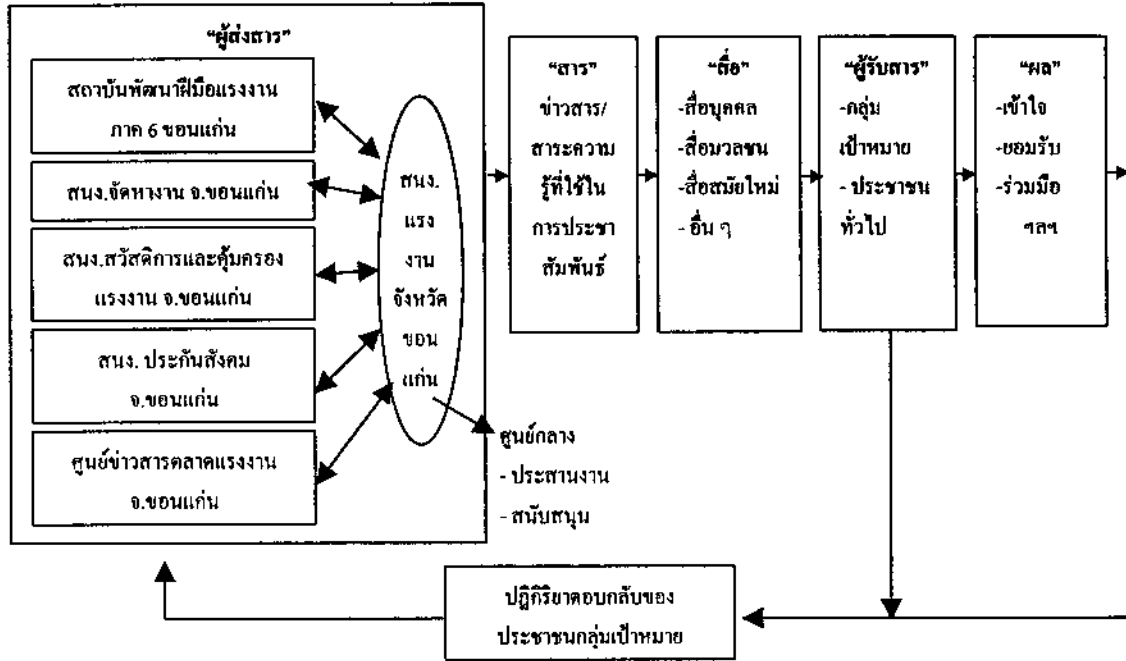 “ผู้ส่งสาร”
สถาบันพัฒนาฝีมือแรงงาน
ภาค 6 ขอนแก่น
สนง.จัดหางาน จ.ขอนแก่น
สนง.สวัสดิการและคุ้มครอง
แรงงาน จ.ขอนแก่น
สนง. ประกันสังคม
จ.ขอนแก่น
ศูนย์ข่าวสารตลาดแรงงาน
จ.ขอนแก่น
สนง.
แรง
งาน
จังหวัด
ขอน
แก่น
ศูนย์กลาง
- ประสานงาน
- สนับสนุน
“สาร”
ข่าวสาร/
สาระความ
รู้ที่ใช้ใน
การประชา
สัมพันธ์
“สื่อ”
-สื่อบุคคล
-สื่อมวลชน
-สื่อสมัยใหม่
- อื่น ๆ
“ผู้รับสาร”
-กลุ่ม
เป้าหมาย
- ประชาชน
ทั่วไป
“ผล”
-เข้าใจ
-ยอมรับ
-ร่วมมือ
ฯลฯ
ปฏิกิริยาตอบกลับของ
ประชาชนกลุ่มเป้าหมาย